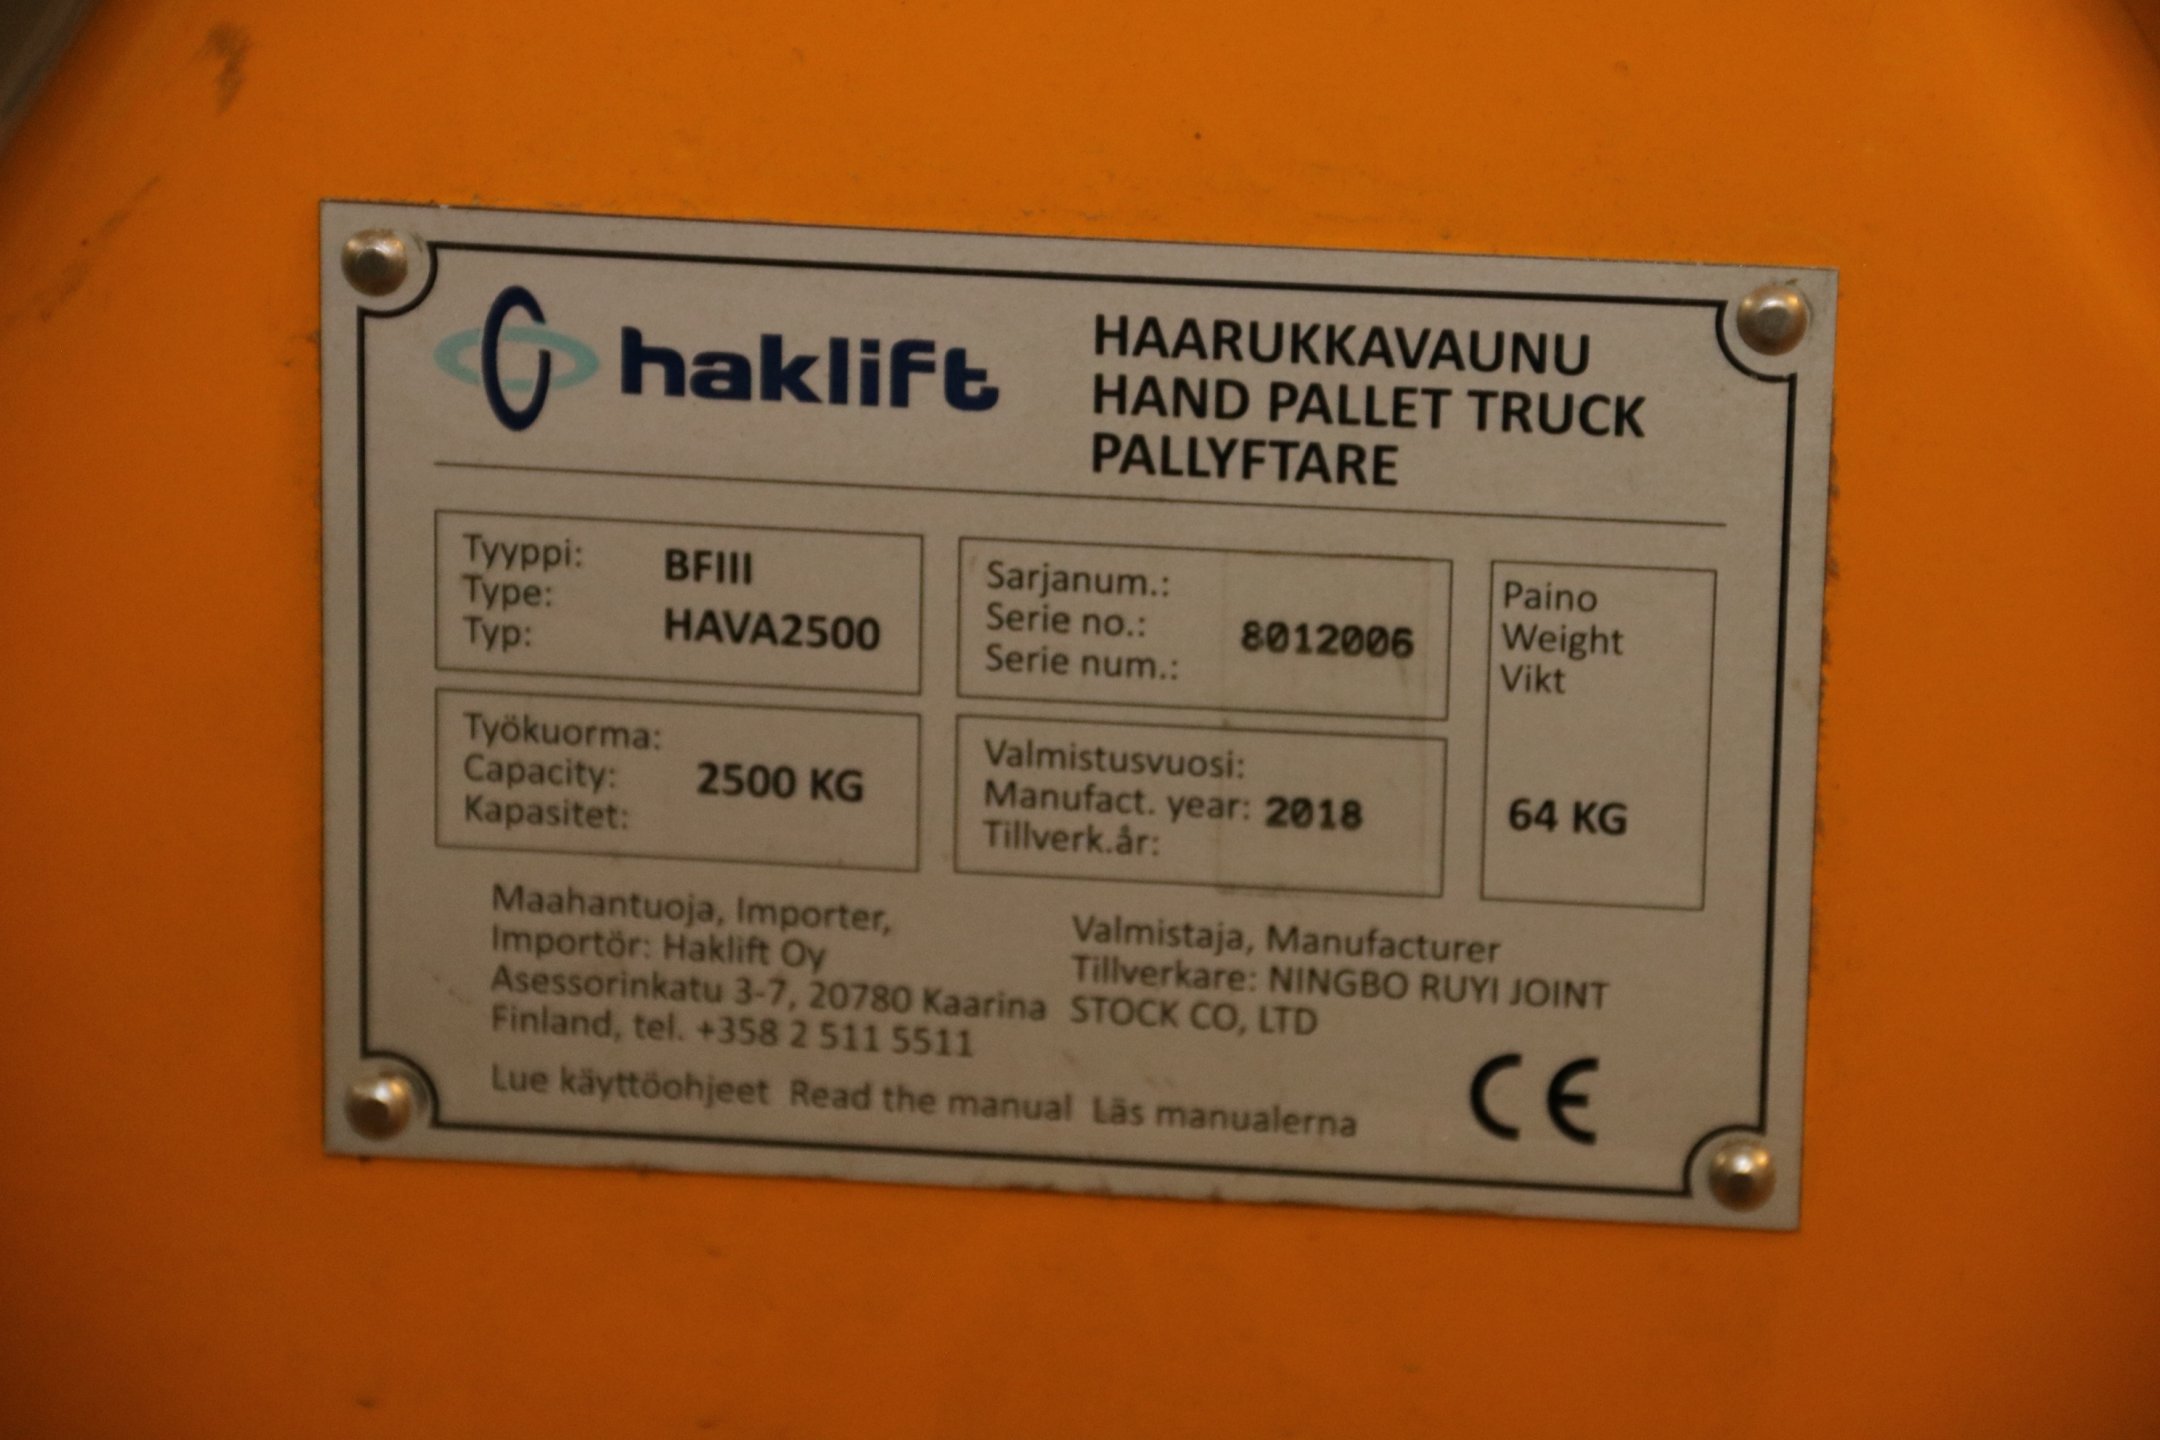 haklift
HAARUKKAVAUNU
HAND PALLET TRUCK
PALLYFTARE
Tyyppi: BFIII
Type:
Typ: HAVA2500
Sarjanum.:
Serie no.: 8012006
Serie num.:
Paino
Weight
Vikt
64 KG
Työkuorma:
Capacity: 2500 KG
Kapasitet:
Valmistusvuosi:
Manufact. year: 2018
Tillverk.år:
Maahantuoja, Importer,
Importör: Haklift Oy
Asessorinkatu 3-7, 20780 Kaarina
Finland, tel. +358 2 511 5511
Valmistaja, Manufacturer
Tillverkare: NINGBO RUYI JOINT
STOCK CO, LTD
Lue käyttöohjeet Read the manual Läs manualerna
CE